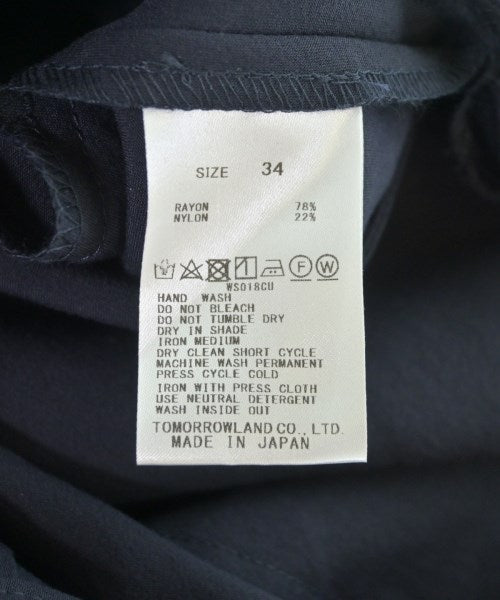 SIZE 34
RAYON 78%
NYLON 22%
F W
WS018CU
HAND WASH
DO NOT BLEACH
DO NOT TUMBLE DRY
DRY IN SHADE
IRON MEDIUM
DRY CLEAN SHORT CYCLE
MACHINE WASH PERMANENT
PRESS CYCLE COLD
IRON WITH PRESS CLOTH
USE NEUTRAL DETERGENT
WASH INSIDE OUT
TOMORROWLAND CO., LTD.
MADE IN JAPAN